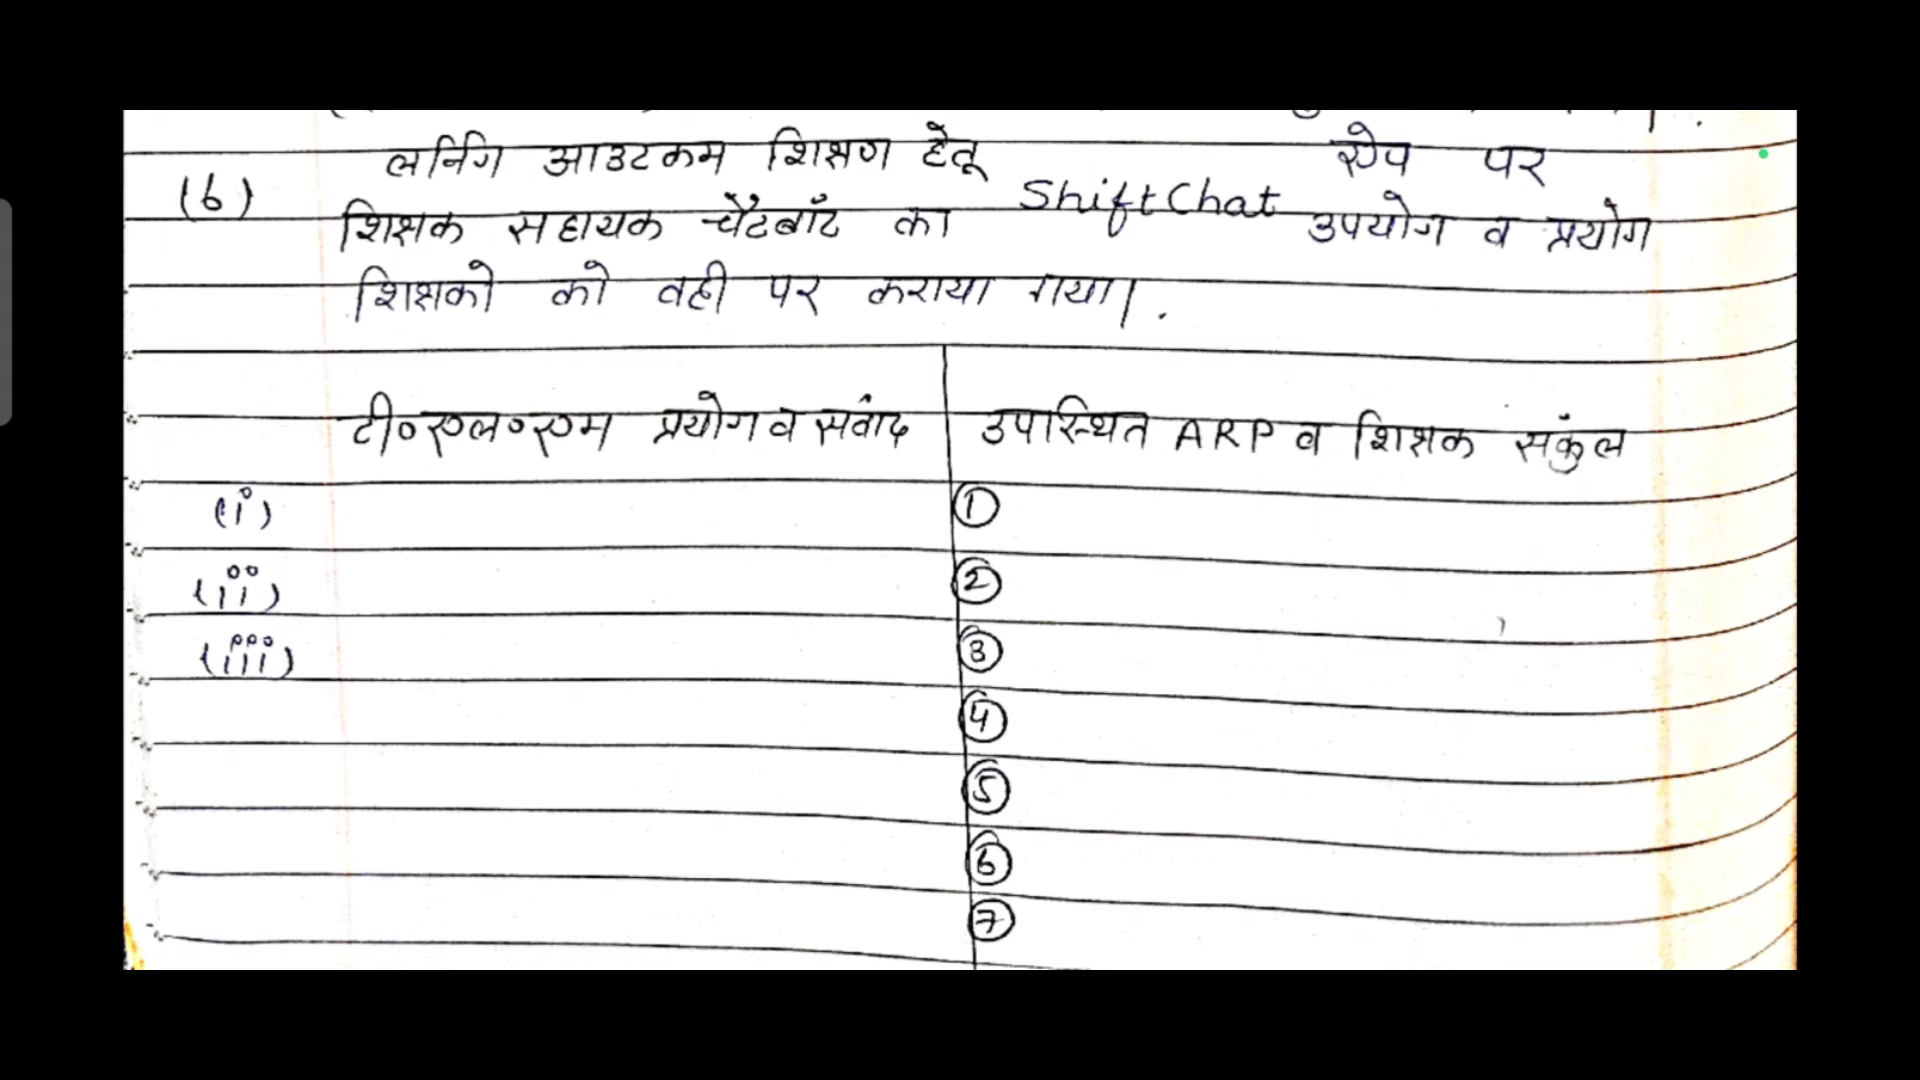 (6) लर्निग आउटकम शिक्षण हेतू ShiftChat ऐप पर
शिक्षक सहायक चैटबॉट का उपयोग व प्रयोग
शिक्षको को वही पर कराया गया।
टी०एल०एम प्रयोग व संवाद उपस्थित ARP व शिक्षक संकुल
(i) ①
(ii) ②
(iii) ③
④
⑤
⑥
⑦